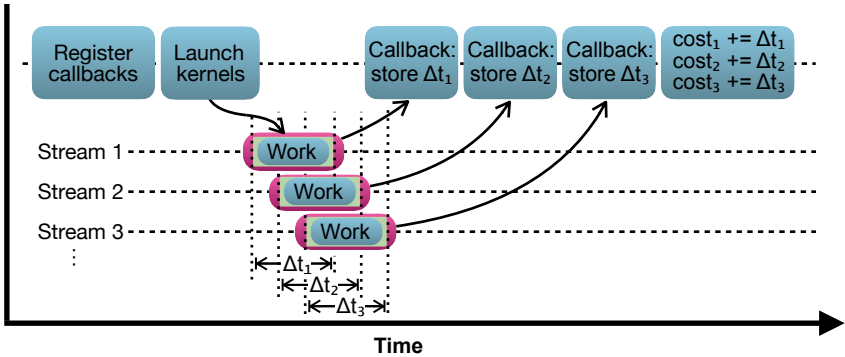 Register
callbacks
Launch
kernels
Callback:
store Δt₁
Callback:
store Δt₂
Callback:
store Δt₃
cost₁ += Δt₁
cost₂ += Δt₂
cost₃ += Δt₃
Stream 1
Work
Stream 2
Work
Stream 3
Work
⋮
Δt₁
Δt₂
Δt₃
Time